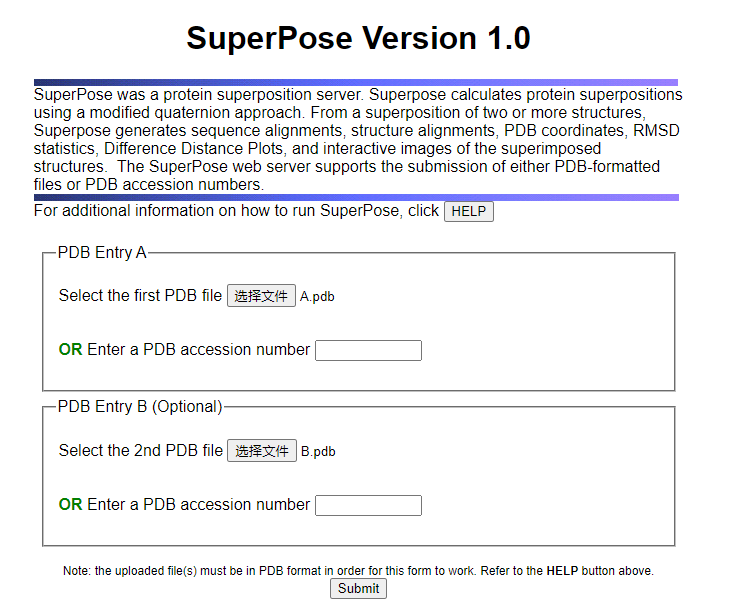 SuperPose Version 1.0
SuperPose was a protein superposition server. Superpose calculates protein superpositions
using a modified quaternion approach. From a superposition of two or more structures,
Superpose generates sequence alignments, structure alignments, PDB coordinates, RMSD
statistics, Difference Distance Plots, and interactive images of the superimposed
structures.  The SuperPose web server supports the submission of either PDB-formatted
files or PDB accession numbers.
For additional information on how to run SuperPose, click HELP
PDB Entry A
Select the first PDB file 选择文件 A.pdb
OR Enter a PDB accession number
PDB Entry B (Optional)
Select the 2nd PDB file 选择文件 B.pdb
OR Enter a PDB accession number
Note: the uploaded file(s) must be in PDB format in order for this form to work. Refer to the HELP button above.
Submit